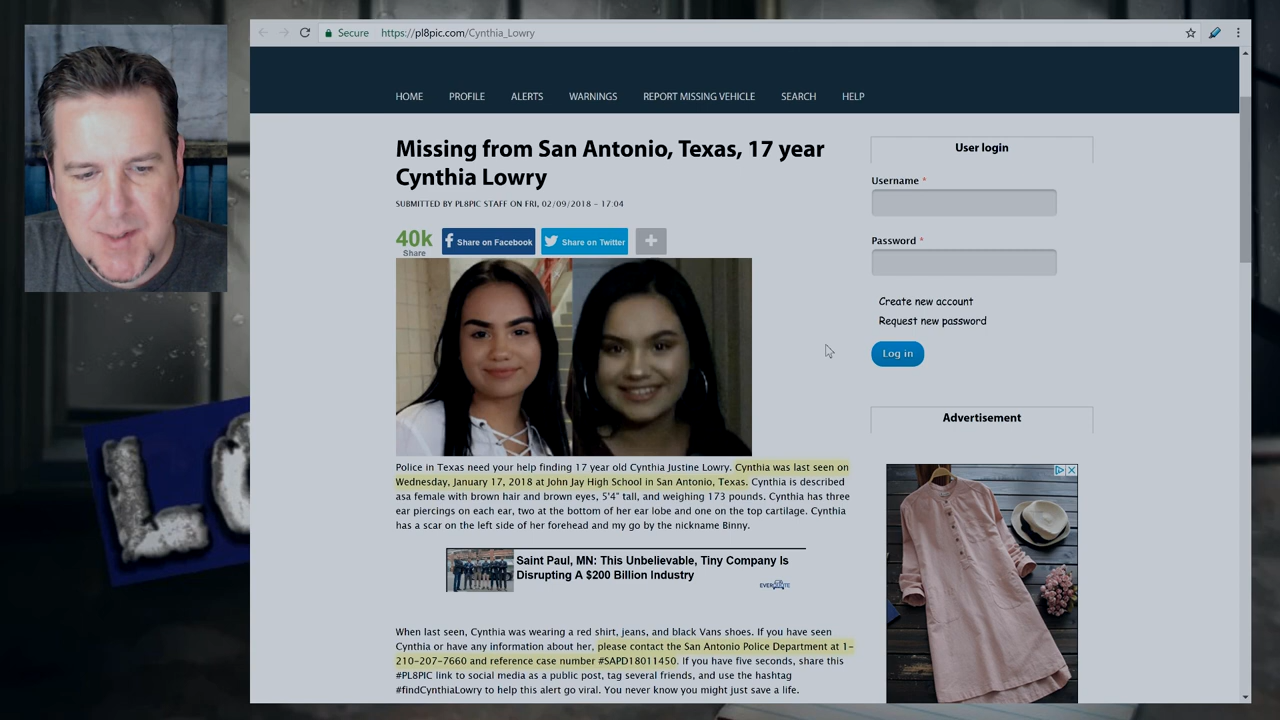 Secure https://pl8pic.com/Cynthia_Lowry
HOME PROFILE ALERTS WARNINGS REPORT MISSING VEHICLE SEARCH HELP
Missing from San Antonio, Texas, 17 year
Cynthia Lowry
SUBMITTED BY PL8PIC STAFF ON FRI, 02/09/2018 - 17:04
40k
Share
Share on Facebook
Share on Twitter
Police in Texas need your help finding 17 year old Cynthia Justine Lowry. Cynthia was last seen on
Wednesday, January 17, 2018 at John Jay High School in San Antonio, Texas. Cynthia is described
asa female with brown hair and brown eyes, 5'4" tall, and weighing 173 pounds. Cynthia has three
ear piercings on each ear, two at the bottom of her ear lobe and one on the top cartilage. Cynthia
has a scar on the left side of her forehead and my go by the nickname Binny.
Saint Paul, MN: This Unbelievable, Tiny Company Is
Disrupting A $200 Billion Industry
When last seen, Cynthia was wearing a red shirt, jeans, and black Vans shoes. If you have seen
Cynthia or have any information about her, please contact the San Antonio Police Department at 1-
210-207-7660 and reference case number #SAPD18011450. If you have five seconds, share this
#PL8PIC link to social media as a public post, tag several friends, and use the hashtag
#findCynthiaLowry to help this alert go viral. You never know you might just save a life.
User login
Username *
Password *
Create new account
Request new password
Log in
Advertisement